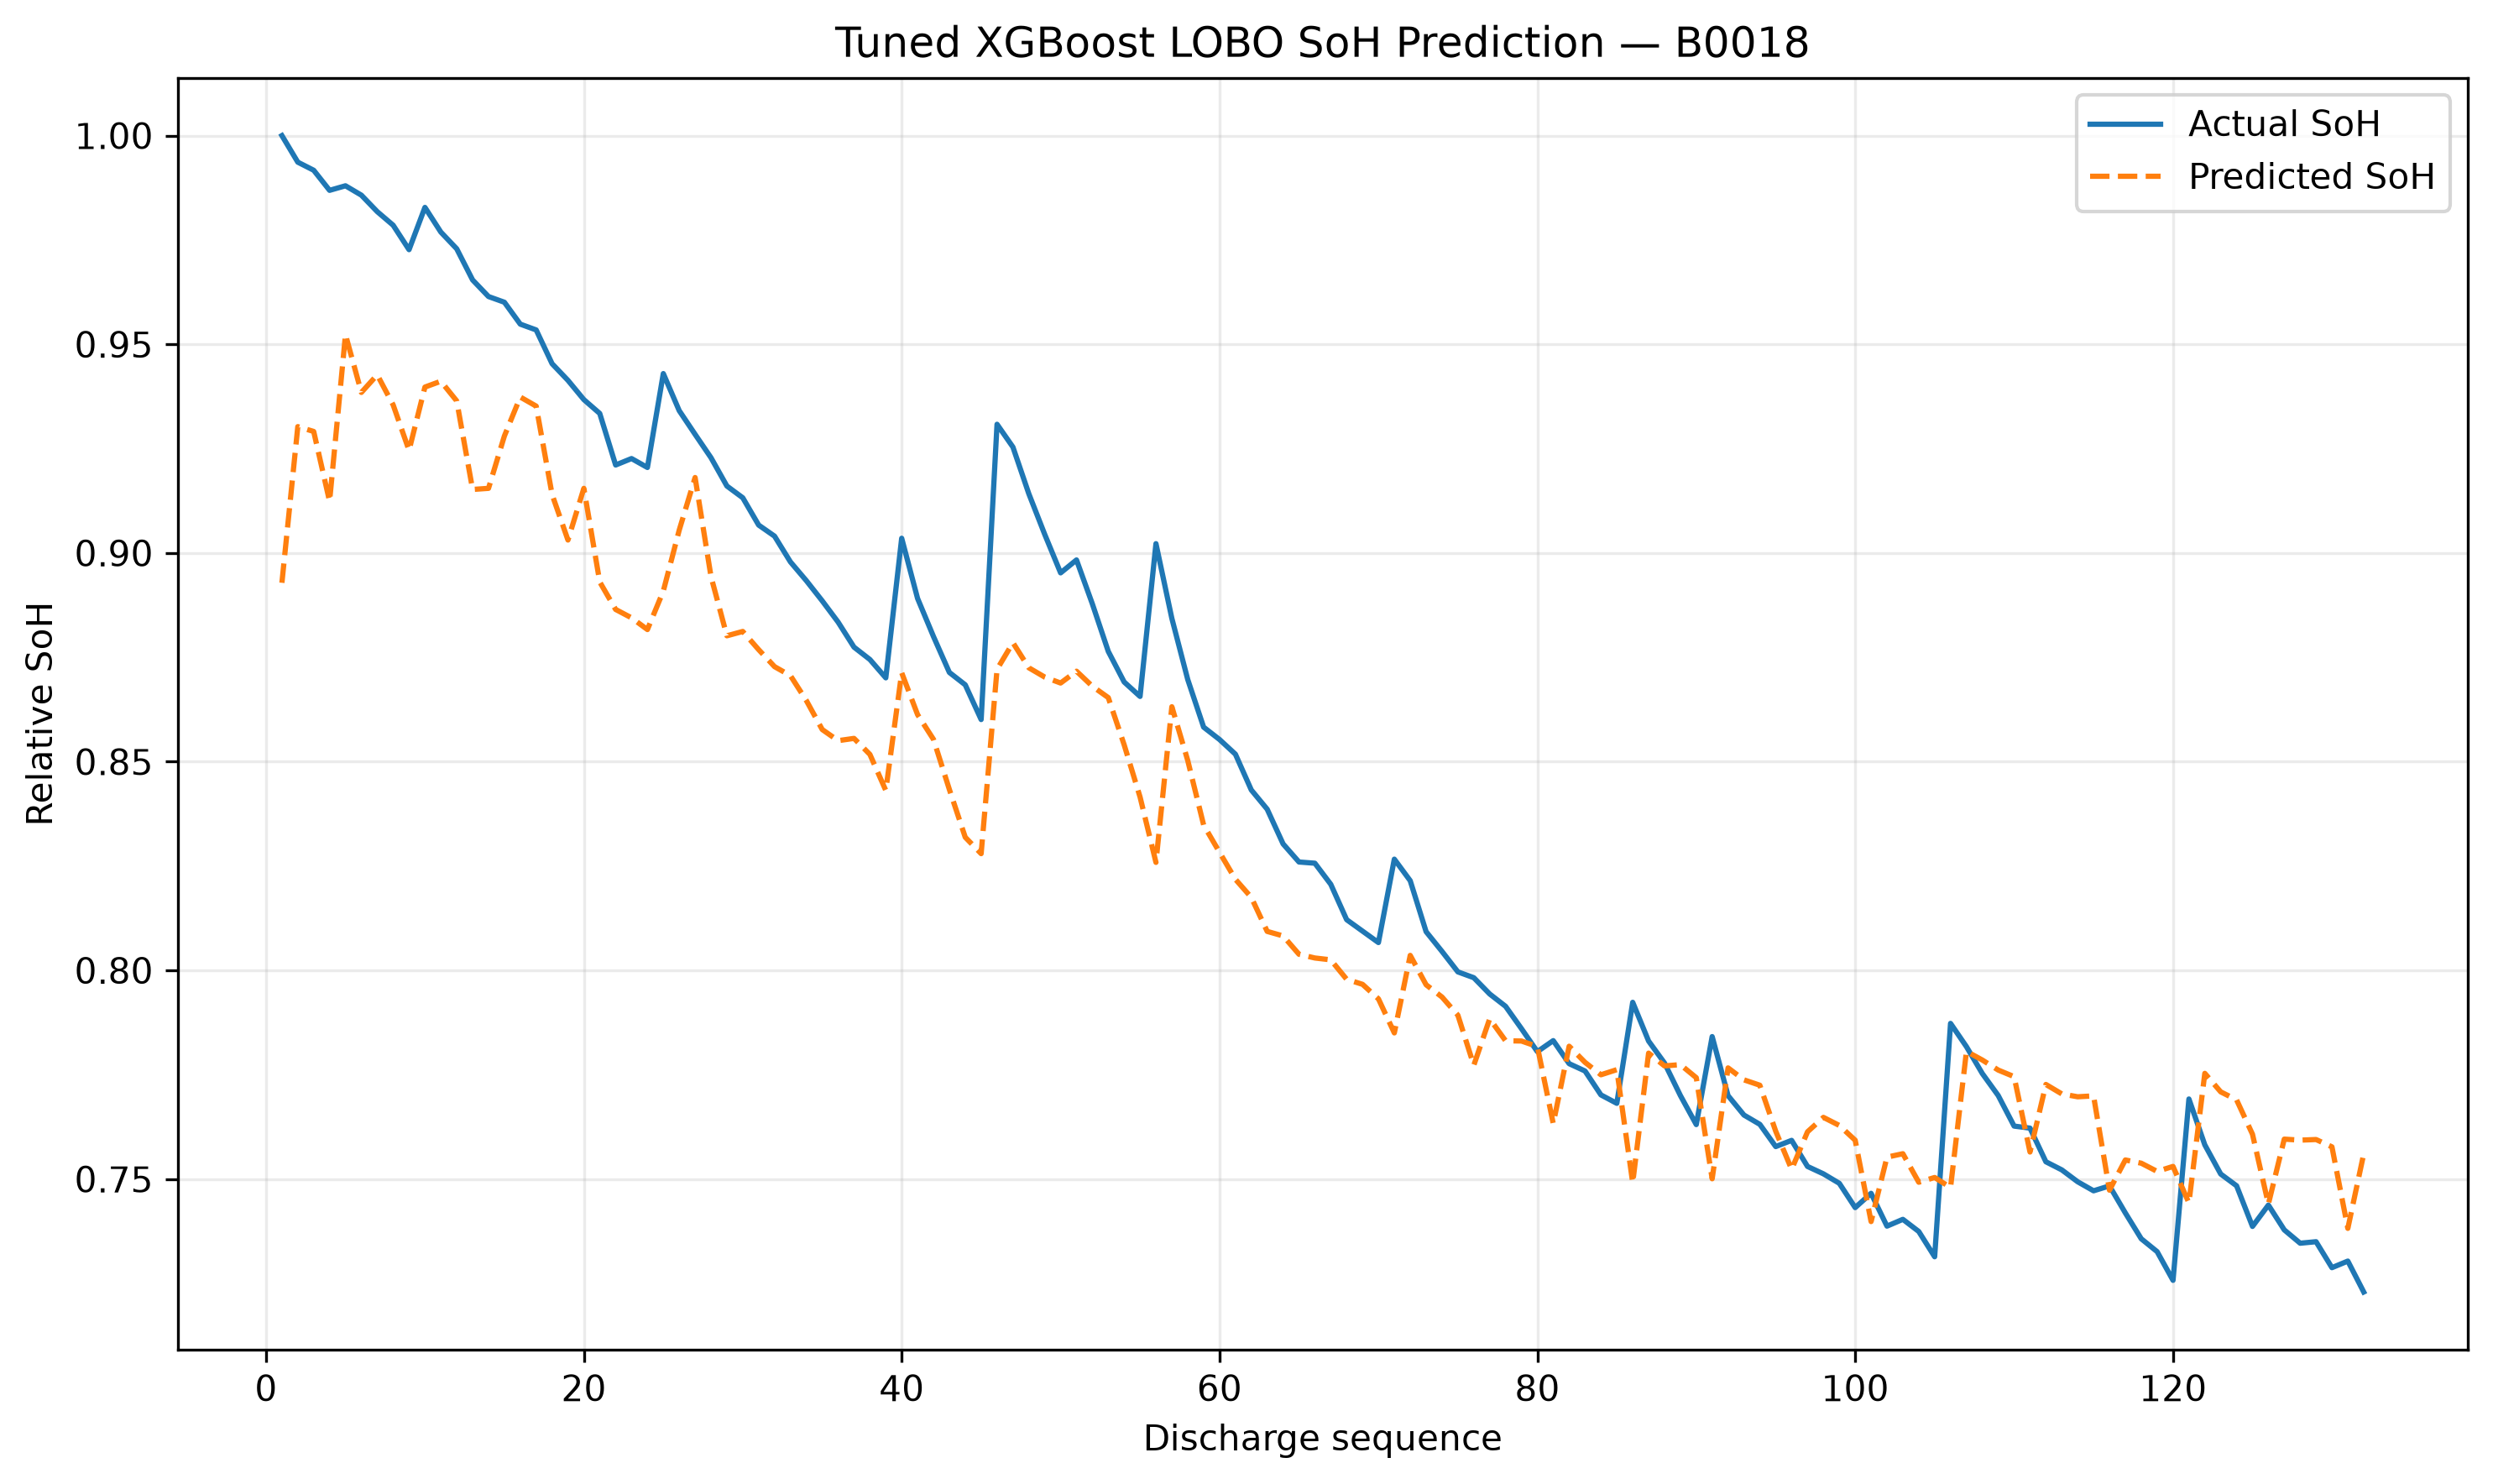 Tuned XGBoost LOBO SoH Prediction — B0018
Actual SoH
Predicted SoH
Relative SoH
1.00
0.95
0.90
0.85
0.80
0.75
0 20 40 60 80 100 120
Discharge sequence